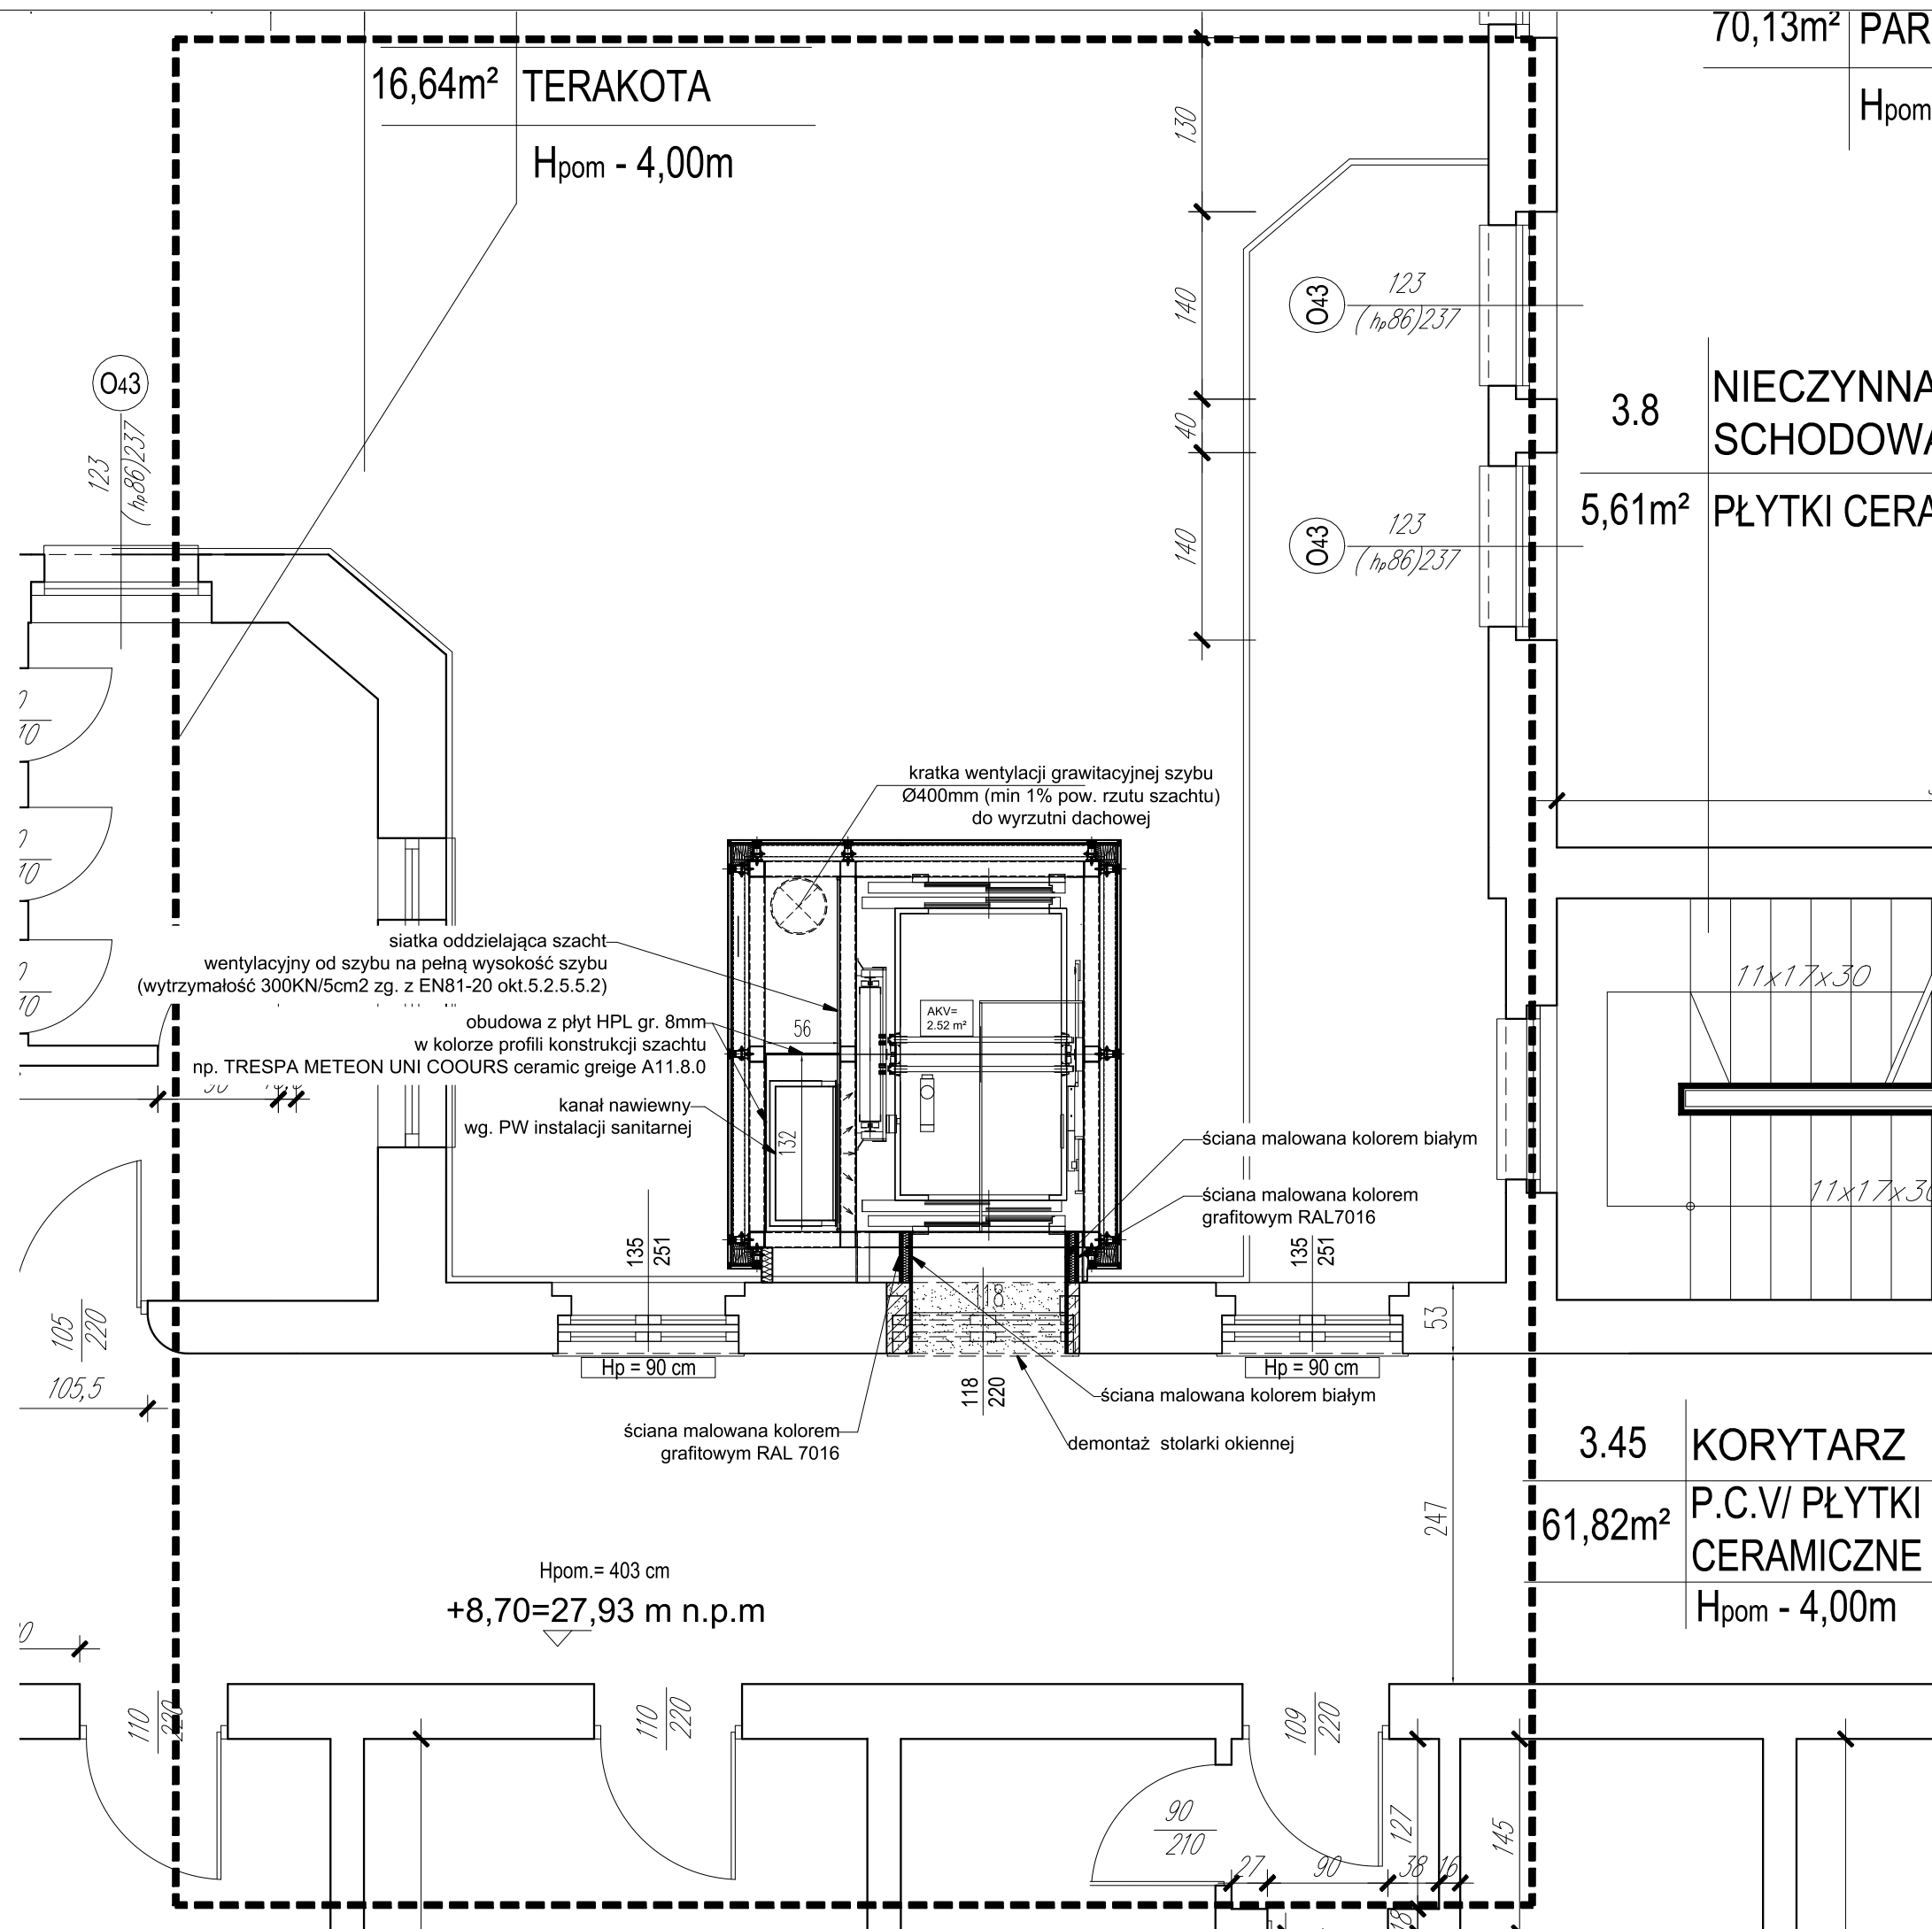 16,64m² TERAKOTA
Hpom - 4,00m
70,13m² PAR
Hpom
130
140
40
140
O43
123
(hp86)237
O43
123
(hp86)237
O43
123
(hp86)237
3.8
NIECZYNNA
SCHODOWA
5,61m² PŁYTKI CERA
kratka wentylacji grawitacyjnej szybu
Ø400mm (min 1% pow. rzutu szachtu)
do wyrzutni dachowej
siatka oddzielająca szacht
wentylacyjny od szybu na pełną wysokość szybu
(wytrzymałość 300KN/5cm2 zg. z EN81-20 okt.5.2.5.5.2)
obudowa z płyt HPL gr. 8mm
w kolorze profili konstrukcji szachtu
np. TRESPA METEON UNI COOURS ceramic greige A11.8.0
kanał nawiewny
wg. PW instalacji sanitarnej
56
132
AKV=
2.52 m²
ściana malowana kolorem białym
ściana malowana kolorem
grafitowym RAL7016
11x17x30
11x17x30
10
10
10
90
135
251
135
251
118
118
220
53
Hp = 90 cm
Hp = 90 cm
105
220
105,5
ściana malowana kolorem białym
ściana malowana kolorem
grafitowym RAL 7016
demontaż stolarki okiennej
3.45 KORYTARZ
61,82m² P.C.V/ PŁYTKI
CERAMICZNE
Hpom - 4,00m
247
Hpom.= 403 cm
+8,70=27,93 m n.p.m
110
220
110
220
109
220
90
210
127
145
27
90
38
16
18